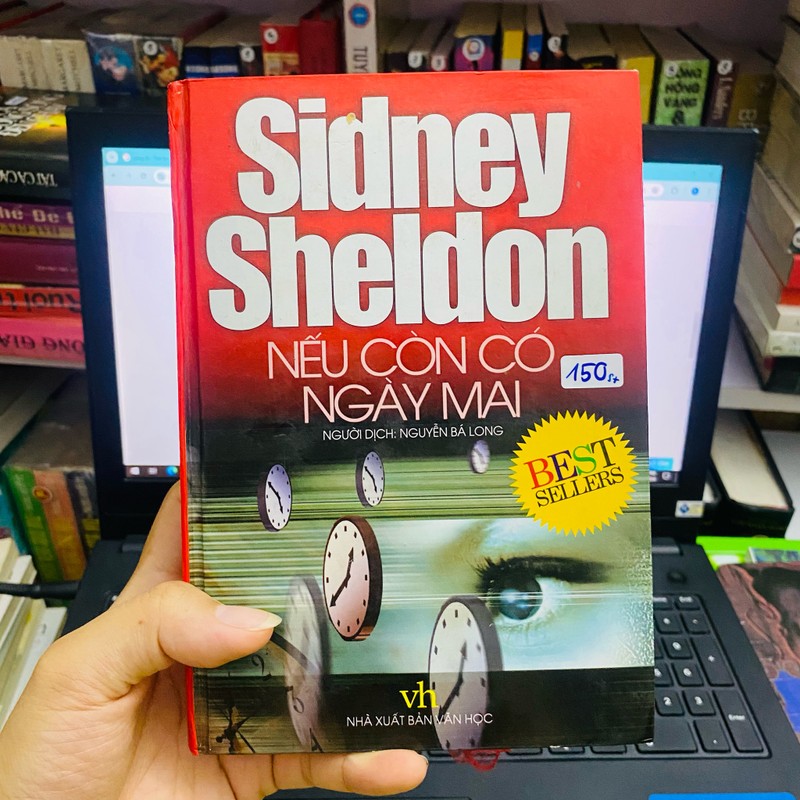 Sidney
Sheldon
NẾU CÒN CÓ
NGÀY MAI
150
NGƯỜI DỊCH: NGUYỄN BÁ LONG
BEST
SELLERS
vh
NHÀ XUẤT BẢN VĂN HỌC